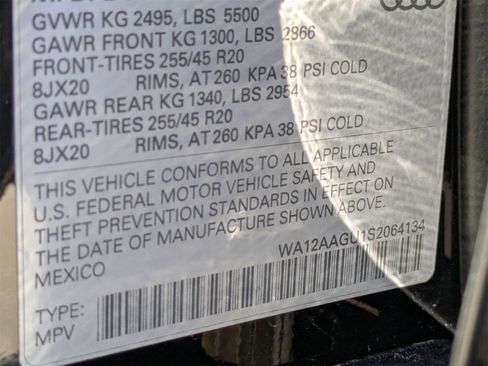 GVWR KG 2495, LBS 5500
GAWR FRONT KG 1300, LBS 2866
FRONT-TIRES 255/45 R20
8JX20 RIMS, AT 260 KPA 38 PSI COLD
GAWR REAR KG 1340, LBS 2954
REAR-TIRES 255/45 R20
8JX20 RIMS, AT 260 KPA 38 PSI COLD
THIS VEHICLE CONFORMS TO ALL APPLICABLE
U.S. FEDERAL MOTOR VEHICLE SAFETY AND
THEFT PREVENTION STANDARDS IN EFFECT ON
THE DATE OF MANUFACTURE SHOWN ABOVE.
MEXICO
WA12AAGU1S2064134
TYPE:
MPV